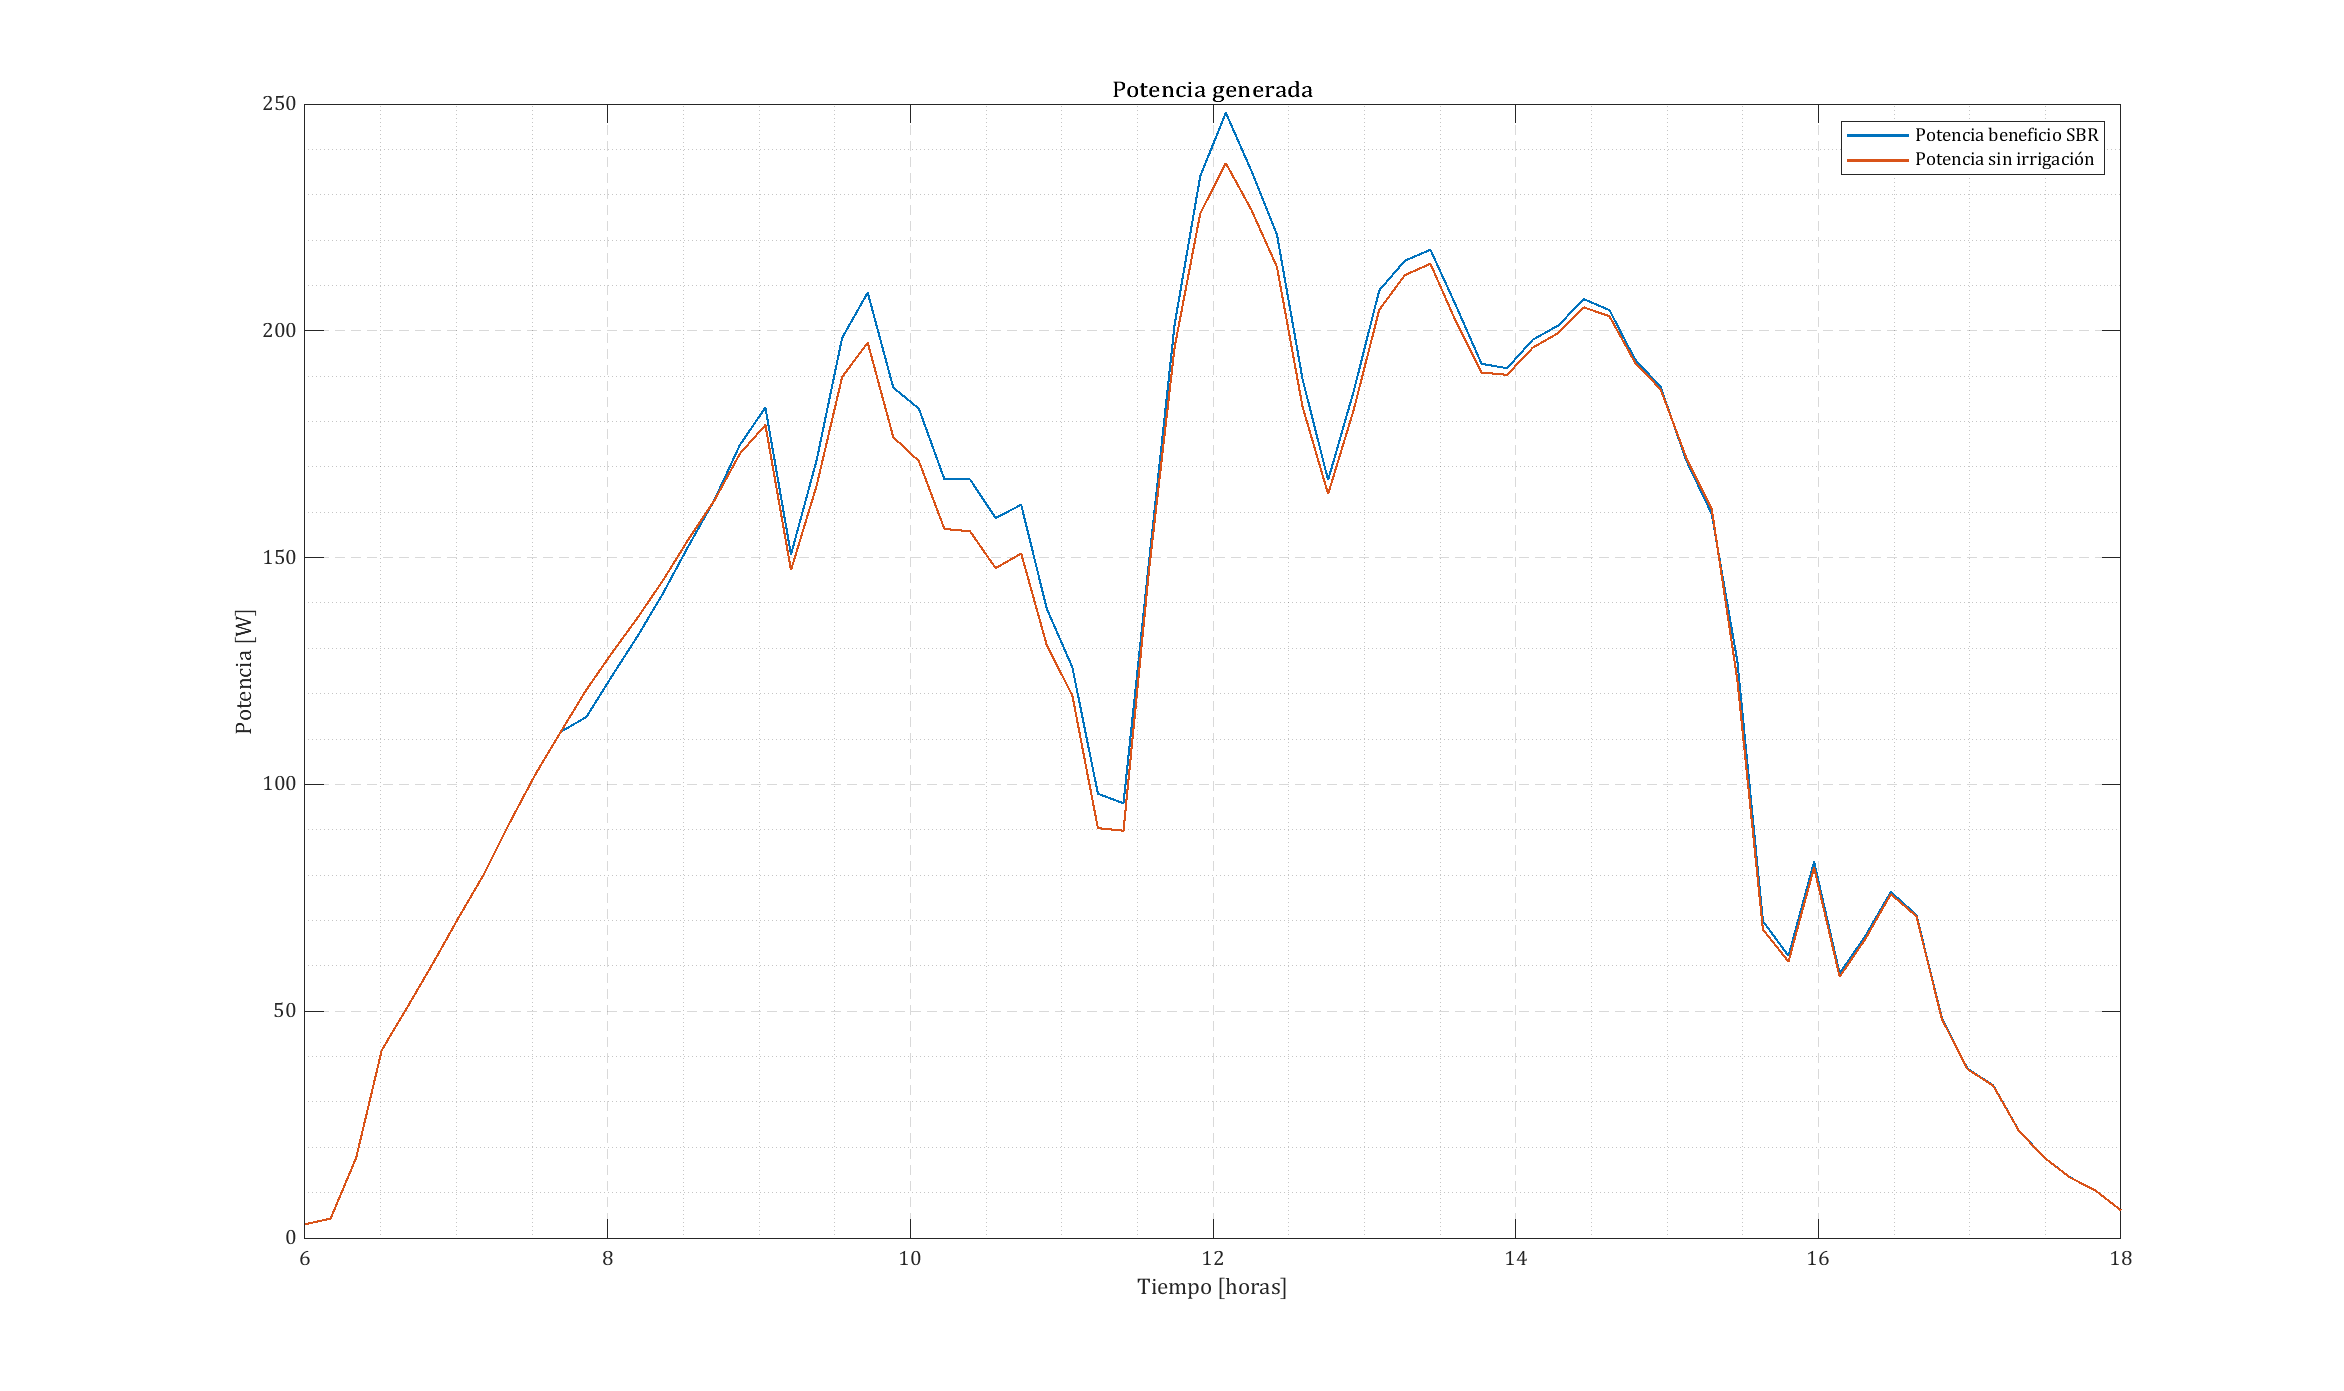 Potencia generada
250
200
150
100
50
0
Potencia [W]
Potencia beneficio SBR
Potencia sin irrigación
6
8
10
12
14
16
18
Tiempo [horas]